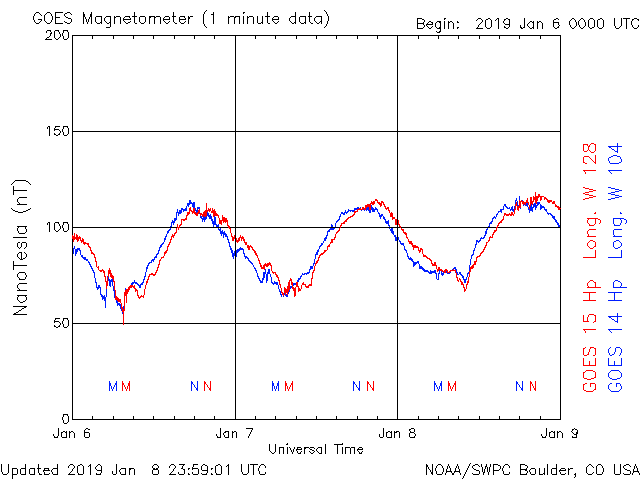 GOES Magnetometer (1 minute data)
Begin: 2019 Jan 6 0000 UTC
200
150
100
50
0
NanoTesla (nT)
M M N N M M N N M M N N
Jan 6 Jan 7 Jan 8 Jan 9
Universal Time
GOES 15 Hp Long. W 128
GOES 14 Hp Long. W 104
Updated 2019 Jan 8 23:59:01 UTC
NOAA/SWPC Boulder, CO USA